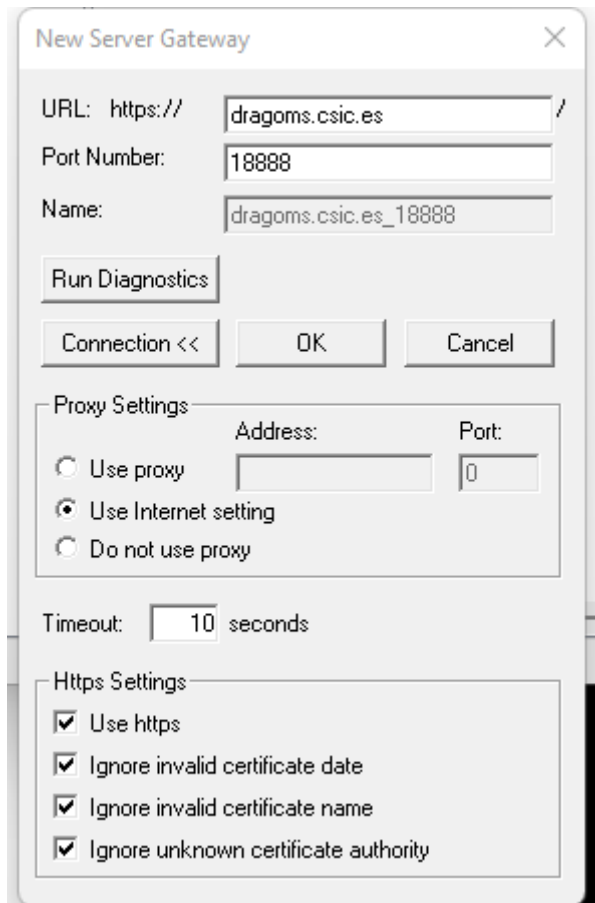 New Server Gateway
URL: https:// dragoms.csic.es /
Port Number: 18888
Name: dragoms.csic.es_18888
Run Diagnostics
Connection << OK Cancel
Proxy Settings
Address: Port:
Use proxy 0
Use Internet setting
Do not use proxy
Timeout: 10 seconds
Https Settings
Use https
Ignore invalid certificate date
Ignore invalid certificate name
Ignore unknown certificate authority